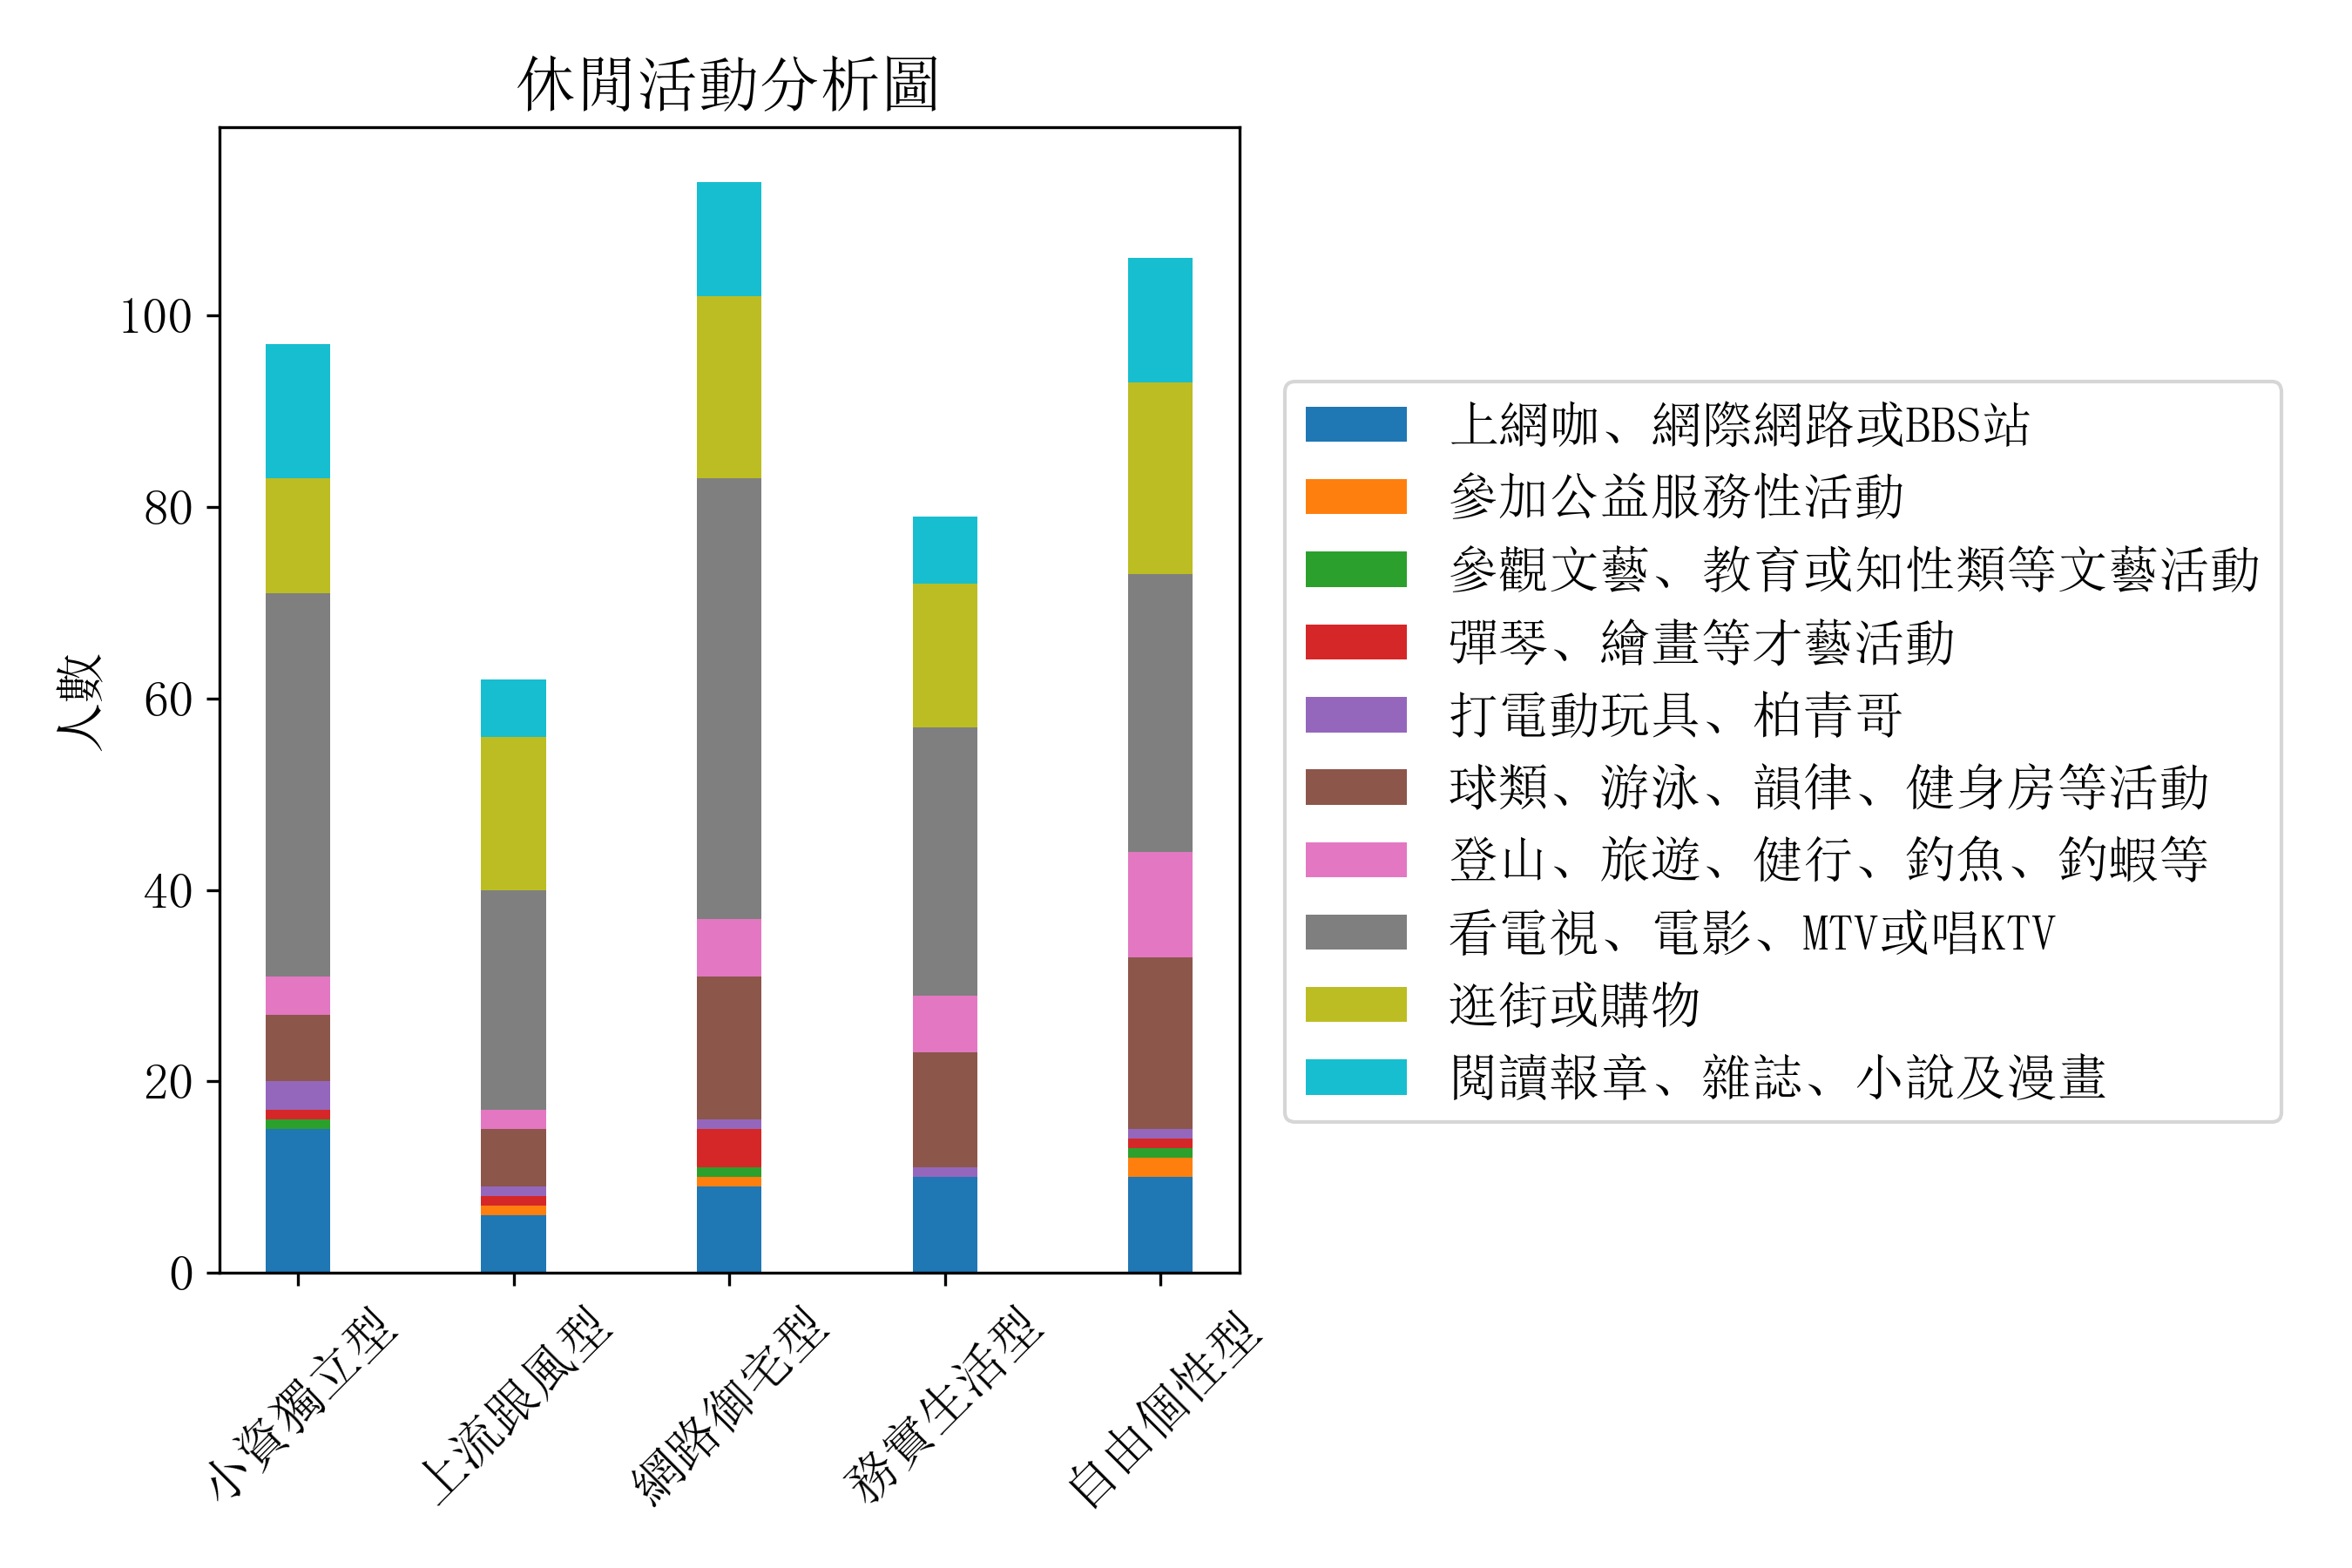 休閒活動分析圖
人數
100
80
60
40
20
0
小資獨立型
上流跟風型
網路御宅型
務實生活型
自由個性型
上網咖、網際網路或BBS站
參加公益服務性活動
參觀文藝、教育或知性類等文藝活動
彈琴、繪畫等才藝活動
打電動玩具、柏青哥
球類、游泳、韻律、健身房等活動
登山、旅遊、健行、釣魚、釣蝦等
看電視、電影、MTV或唱KTV
逛街或購物
閱讀報章、雜誌、小說及漫畫